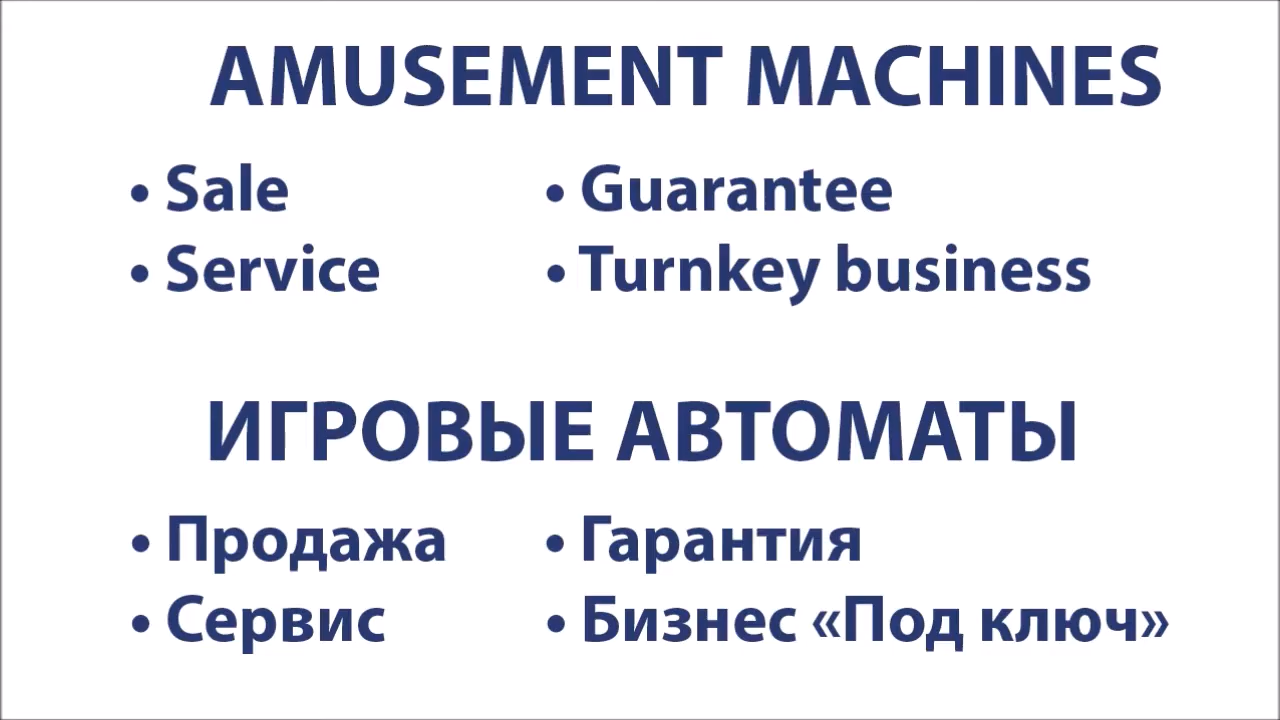 AMUSEMENT MACHINES
• Sale • Guarantee
• Service • Turnkey business
ИГРОВЫЕ АВТОМАТЫ
• Продажа • Гарантия
• Сервис • Бизнес «Под ключ»